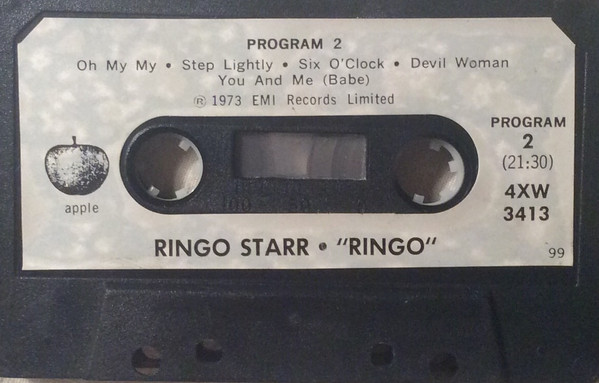 PROGRAM 2
Oh My My • Step Lightly • Six O'Clock • Devil Woman
You And Me (Babe)
Ⓡ 1973 EMI Records Limited
PROGRAM
2
(21:30)
4XW
3413
apple
RINGO STARR • "RINGO"
99